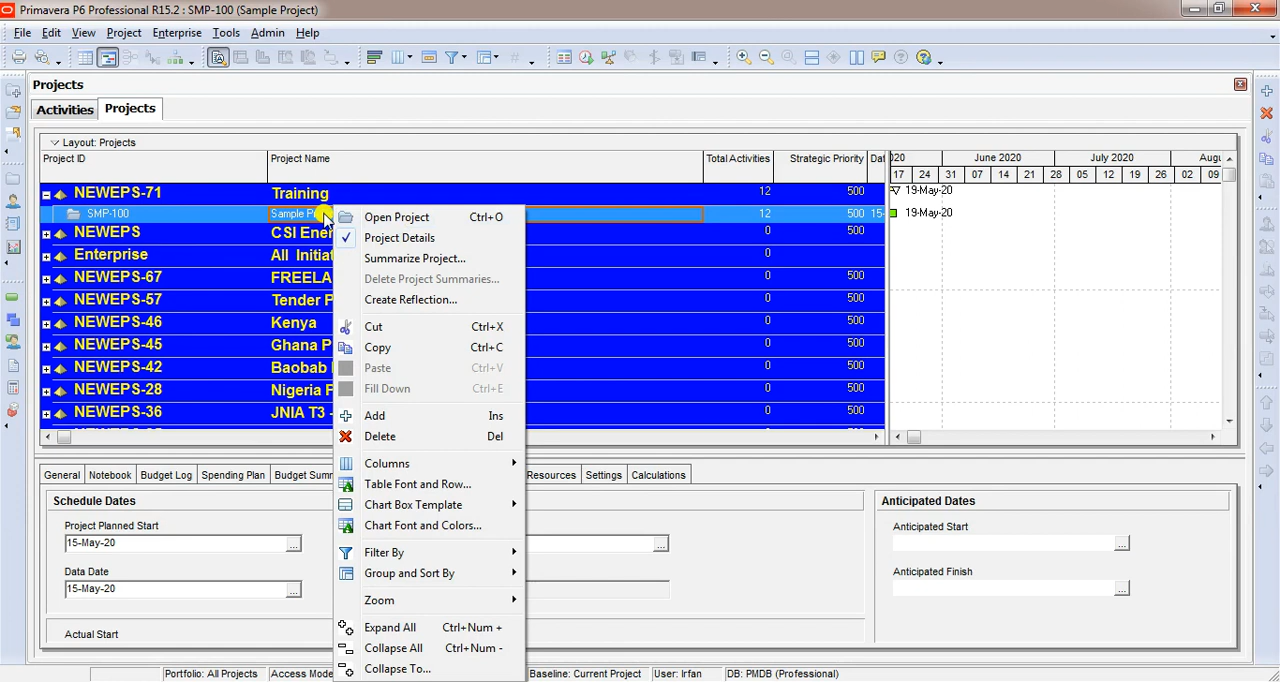 Primavera P6 Professional R15.2 : SMP-100 (Sample Project)
File Edit View Project Enterprise Tools Admin Help
Projects
Activities Projects
Layout: Projects
Project ID Project Name Total Activities Strategic Priority Dat 020 June 2020 July 2020 Augu
17 24 31 07 14 21 28 05 12 19 26 02 09
NEWEPS-71 Training 12 500 19-May-20
SMP-100 Sample P 12 500 15- 19-May-20
NEWEPS CSI Ener 0 500
Enterprise All Initia 0
NEWEPS-67 FREELA 0 500
NEWEPS-57 Tender P 0 500
NEWEPS-46 Kenya 0 500
NEWEPS-45 Ghana P 0 500
NEWEPS-42 Baobab 0 500
NEWEPS-28 Nigeria P 0 500
NEWEPS-36 JNIA T3 - 0 500
Open Project Ctrl+O
Project Details
Summarize Project...
Delete Project Summaries...
Create Reflection...
Cut Ctrl+X
Copy Ctrl+C
Paste Ctrl+V
Fill Down Ctrl+E
Add Ins
Delete Del
Columns
Table Font and Row...
Chart Box Template
Chart Font and Colors...
Filter By
Group and Sort By
Zoom
Expand All Ctrl+Num +
Collapse All Ctrl+Num -
Collapse To...
General Notebook Budget Log Spending Plan Budget Summ Resources Settings Calculations
Schedule Dates Anticipated Dates
Project Planned Start Anticipated Start
15-May-20 ... ... ...
Data Date Anticipated Finish
15-May-20 ... ...
Actual Start
Portfolio: All Projects Access Mode Baseline: Current Project User: Irfan DB: PMDB (Professional)